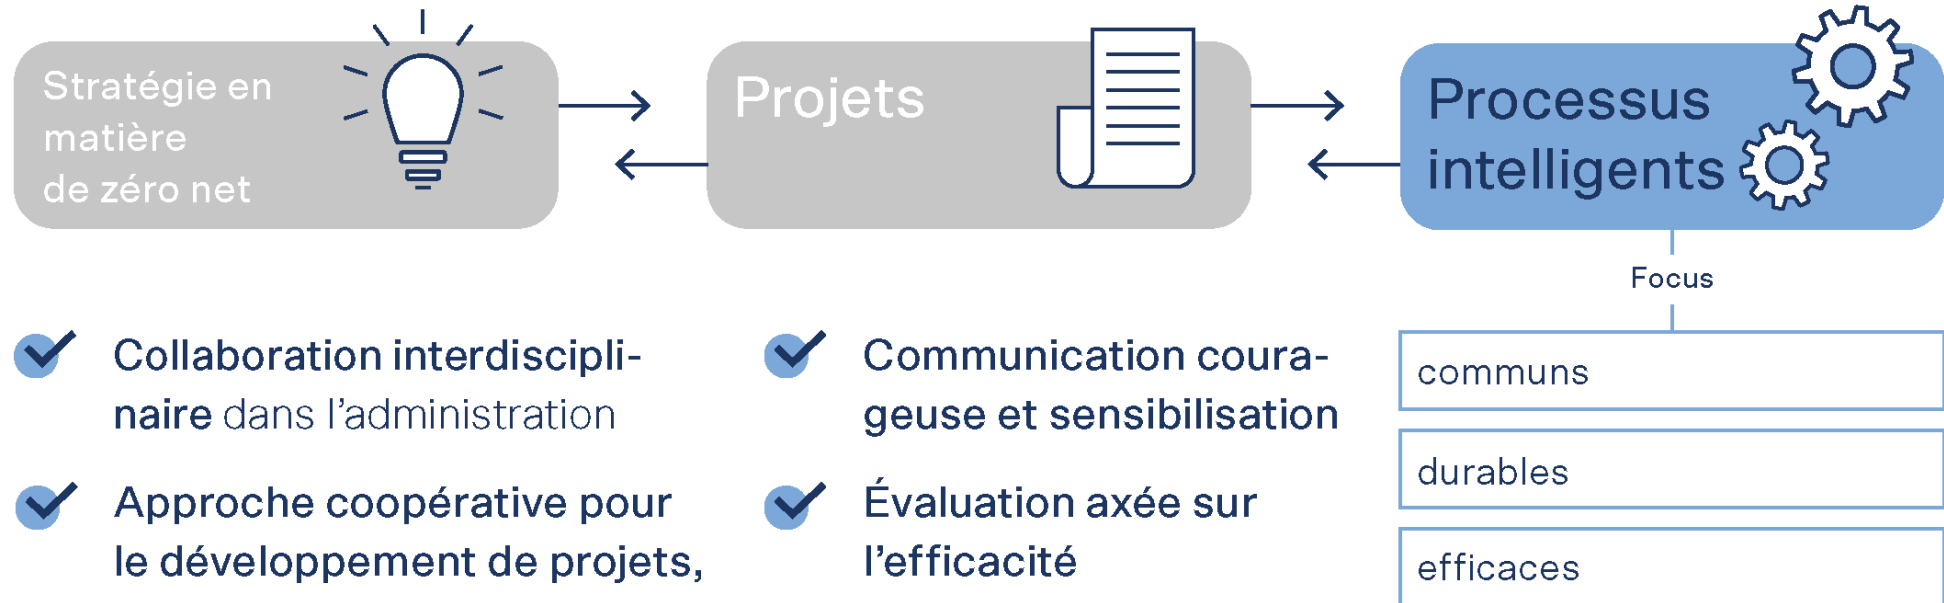 Stratégie en
matière
de zéro net
Projets
Processus
intelligents
Focus
Collaboration interdiscipli-
naire dans l’administration
Approche coopérative pour
le développement de projets,
Communication coura-
geuse et sensibilisation
Évaluation axée sur
l’efficacité
communs
durables
efficaces